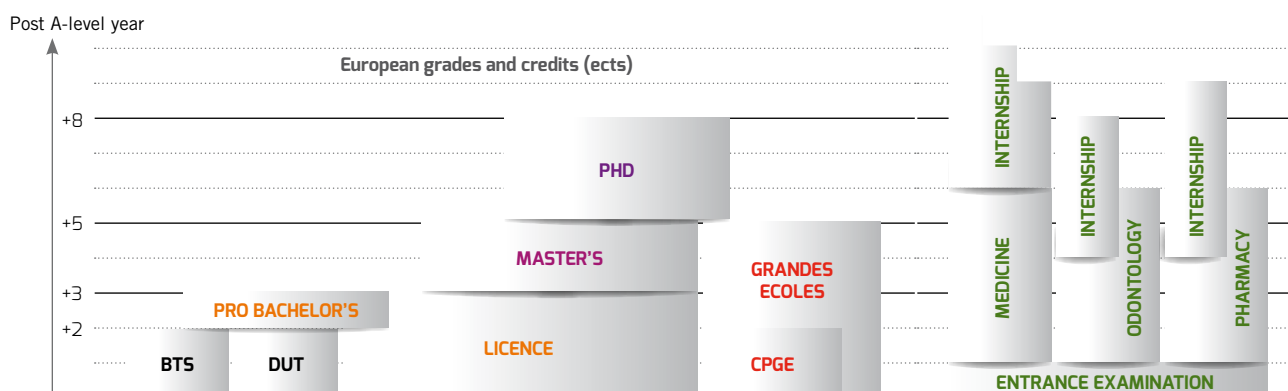 Post A-level year
European grades and credits (ects)
+8
+5
+3
+2
PHD
MASTER'S
LICENCE
PRO BACHELOR'S
BTS
DUT
GRANDES
ECOLES
CPGE
INTERNSHIP
MEDICINE
INTERNSHIP
ODONTOLOGY
INTERNSHIP
PHARMACY
ENTRANCE EXAMINATION